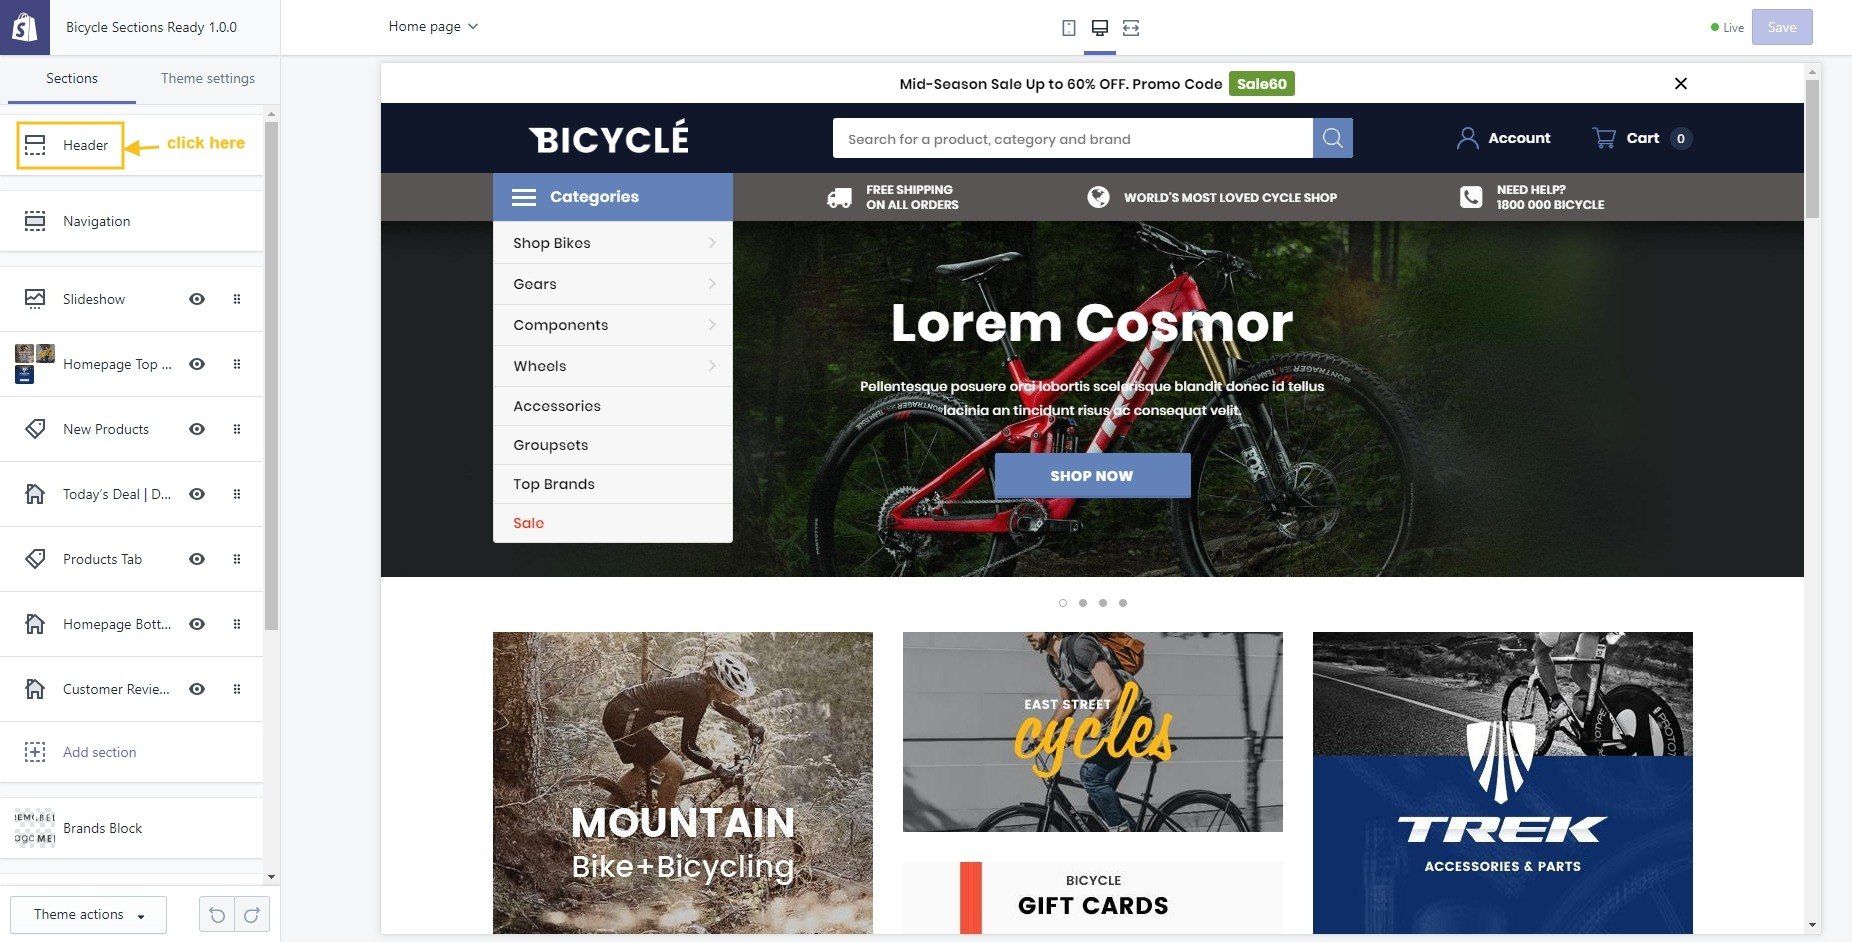 Bicycle Sections Ready 1.0.0
Home page
Live
Save
Sections
Theme settings
Header
click here
Navigation
Slideshow
Homepage Top ...
New Products
Today's Deal | D...
Products Tab
Homepage Bott...
Customer Revie...
Add section
Brands Block
Theme actions
Mid-Season Sale Up to 60% OFF. Promo Code Sale60
BICYCLÉ
Search for a product, category and brand
Account
Cart 0
Categories
FREE SHIPPING
ON ALL ORDERS
WORLD'S MOST LOVED CYCLE SHOP
NEED HELP?
1800 000 BICYCLE
Shop Bikes
Gears
Components
Wheels
Accessories
Groupsets
Top Brands
Sale
Lorem Cosmor
Pellentesque posuere orci lobortis scelerisque blandit donec id tellus
lacinia an tincidunt risus ac consequat velit.
SHOP NOW
TREK
FOX
MOUNTAIN
Bike+Bicycling
EAST STREET
cycles
BICYCLE
GIFT CARDS
TREK
ACCESSORIES & PARTS